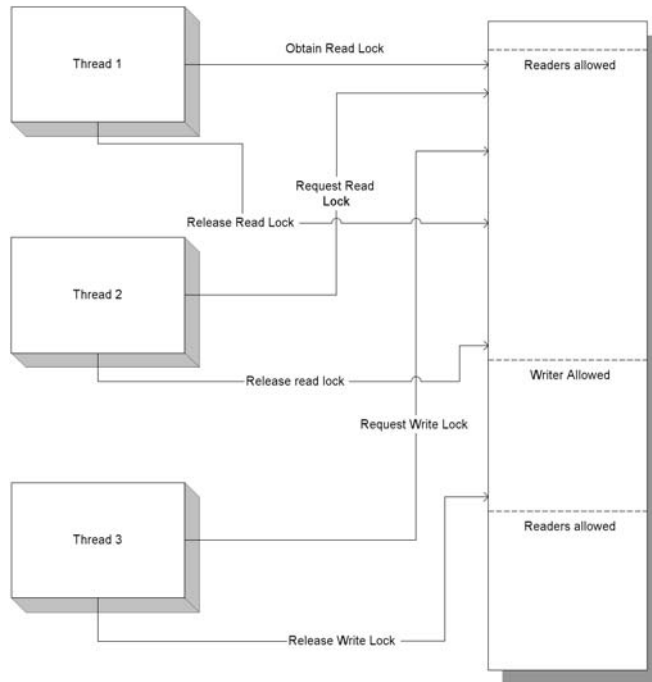 Obtain Read Lock
Thread 1
Readers allowed
Request Read
Lock
Release Read Lock
Thread 2
Release read lock
Writer Allowed
Request Write Lock
Readers allowed
Thread 3
Release Write Lock